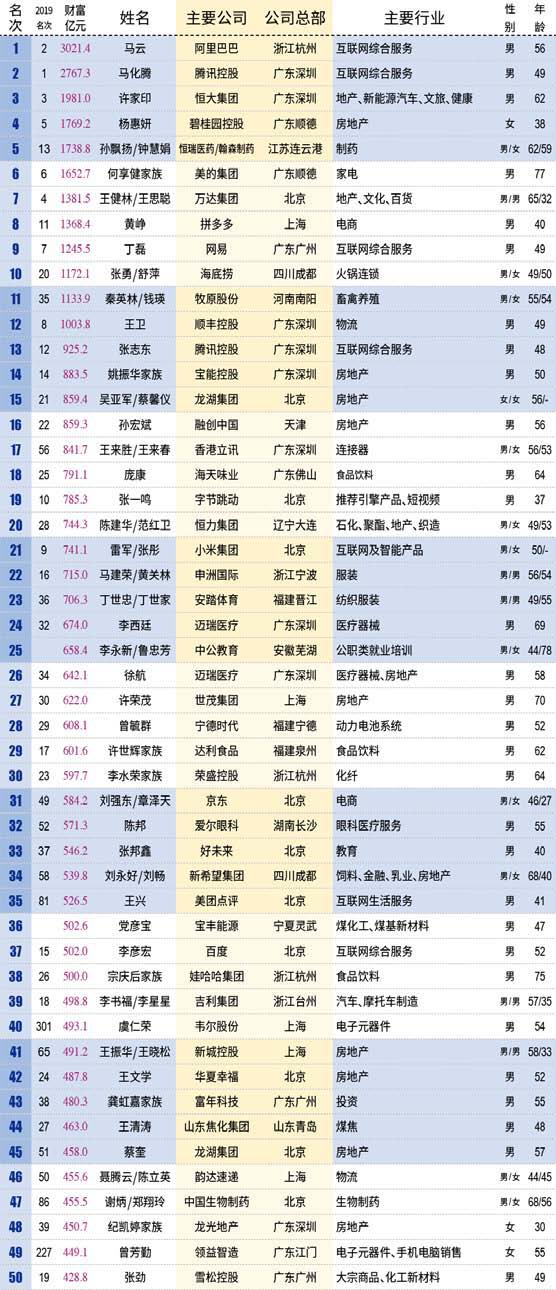 名次 2019名次 财富亿元 姓名 主要公司 公司总部 主要行业 性别 年龄
1 2 3021.4 马云 阿里巴巴 浙江杭州 互联网综合服务 男 56
2 1 2767.3 马化腾 腾讯控股 广东深圳 互联网综合服务 男 49
3 3 1981.0 许家印 恒大集团 广东深圳 地产、新能源汽车、文旅、健康 男 62
4 5 1769.2 杨惠妍 碧桂园控股 广东顺德 房地产 女 38
5 13 1738.8 孙飘扬/钟慧娟 恒瑞医药/翰森制药 江苏连云港 制药 男/女 62/59
6 6 1652.7 何享健家族 美的集团 广东顺德 家电 男 77
7 4 1381.5 王健林/王思聪 万达集团 北京 地产、文化、百货 男/男 65/32
8 11 1368.4 黄峥 拼多多 上海 电商 男 40
9 7 1245.5 丁磊 网易 广东广州 互联网综合服务 男 49
10 20 1172.1 张勇/舒萍 海底捞 四川成都 火锅连锁 男/女 49/50
11 35 1133.9 秦英林/钱瑛 牧原股份 河南南阳 畜禽养殖 男/女 55/54
12 8 1003.8 王卫 顺丰控股 广东深圳 物流 男 49
13 12 925.2 张志东 腾讯控股 广东深圳 互联网综合服务 男 48
14 14 883.5 姚振华家族 宝能控股 广东深圳 房地产 男 50
15 21 859.4 吴亚军/蔡馨仪 龙湖集团 北京 房地产 女/女 56/-
16 22 859.3 孙宏斌 融创中国 天津 房地产 男 56
17 56 841.7 王来胜/王来春 香港立讯 广东深圳 连接器 男/女 56/53
18 25 791.1 庞康 海天味业 广东佛山 食品饮料 男 64
19 10 785.3 张一鸣 字节跳动 北京 推荐引擎产品、短视频 男 37
20 28 744.3 陈建华/范红卫 恒力集团 辽宁大连 石化、聚酯、地产、织造 男/女 49/53
21 9 741.1 雷军/张彤 小米集团 北京 互联网及智能产品 男/女 50/-
22 16 715.0 马建荣/黄关林 申洲国际 浙江宁波 服装 男/男 56/54
23 36 706.3 丁世忠/丁世家 安踏体育 福建晋江 纺织服装 男/男 49/55
24 32 674.0 李西廷 迈瑞医疗 广东深圳 医疗器械 男 69
25 658.4 李永新/鲁忠芳 中公教育 安徽芜湖 公职类就业培训 男/女 44/78
26 34 642.1 徐航 迈瑞医疗 广东深圳 医疗器械、房地产 男 58
27 30 622.0 许荣茂 世茂集团 上海 房地产 男 70
28 29 608.1 曾毓群 宁德时代 福建宁德 动力电池系统 男 52
29 17 601.6 许世辉家族 达利食品 福建泉州 食品饮料 男 62
30 23 597.7 李水荣家族 荣盛控股 浙江杭州 化纤 男 64
31 49 584.2 刘强东/章泽天 京东 北京 电商 男/女 46/27
32 52 571.3 陈邦 爱尔眼科 湖南长沙 眼科医疗服务 男 55
33 37 546.2 张邦鑫 好未来 北京 教育 男 40
34 58 539.8 刘永好/刘畅 新希望集团 四川成都 饲料、金融、乳业、房地产 男/女 68/40
35 81 526.5 王兴 美团点评 北京 互联网生活服务 男 41
36 502.6 党彦宝 宝丰能源 宁夏灵武 煤化工、煤基新材料 男 47
37 15 502.0 李彦宏 百度 北京 互联网综合服务 男 52
38 26 500.0 宗庆后家族 娃哈哈集团 浙江杭州 食品饮料 男 75
39 18 498.8 李书福/李星星 吉利集团 浙江台州 汽车、摩托车制造 男/男 57/35
40 301 493.1 虞仁荣 韦尔股份 上海 电子元器件 男 54
41 65 491.2 王振华/王晓松 新城控股 上海 房地产 男/男 58/33
42 24 487.8 王文学 华夏幸福 北京 房地产 男 52
43 38 480.3 龚虹嘉家族 富年科技 广东广州 投资 男 55
44 27 463.0 王清涛 山东焦化集团 山东青岛 煤焦 男 48
45 51 458.0 蔡奎 龙湖集团 北京 房地产 男 57
46 50 455.6 聂腾云/陈立英 韵达速递 上海 物流 男/女 44/45
47 86 455.5 谢炳/郑翔玲 中国生物制药 北京 生物制药 男/女 68/56
48 39 450.7 纪凯婷家族 龙光地产 广东深圳 房地产 女 30
49 227 449.1 曾芳勤 领益智造 广东江门 电子元器件、手机电脑销售 女 55
50 19 428.8 张劲 雪松控股 广东广州 大宗商品、化工新材料 男 49